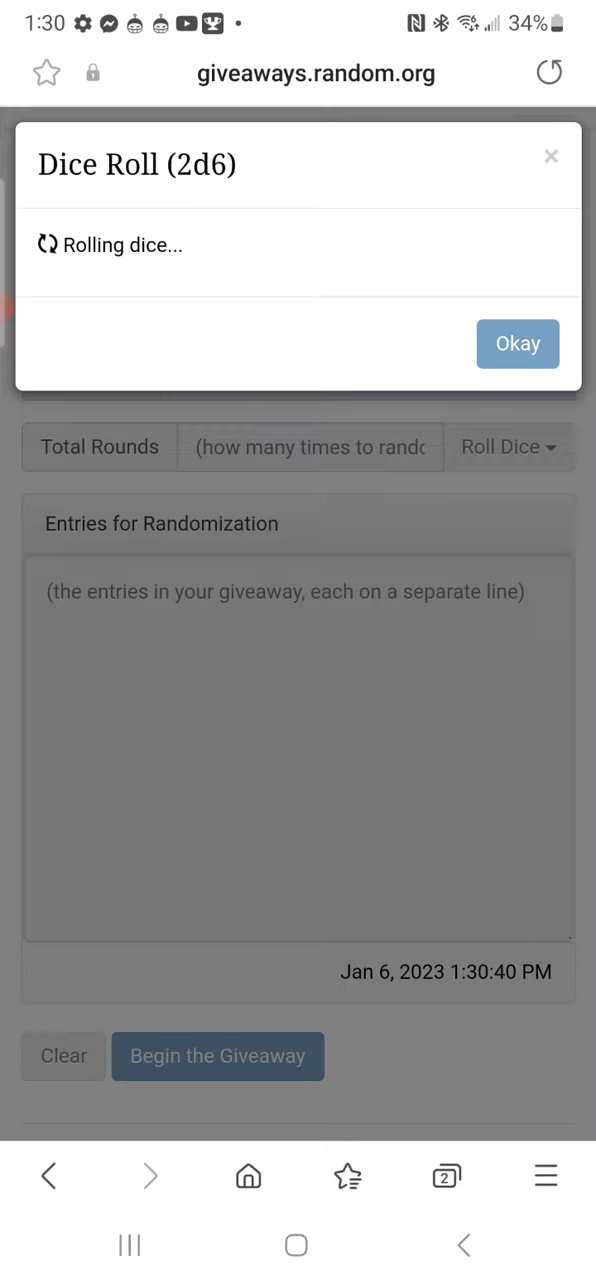 1:30 34%
giveaways.random.org
Dice Roll (2d6) ×
Rolling dice...
Okay
Total Rounds (how many times to rando Roll Dice
Entries for Randomization
(the entries in your giveaway, each on a separate line)
Jan 6, 2023 1:30:40 PM
Clear Begin the Giveaway
2